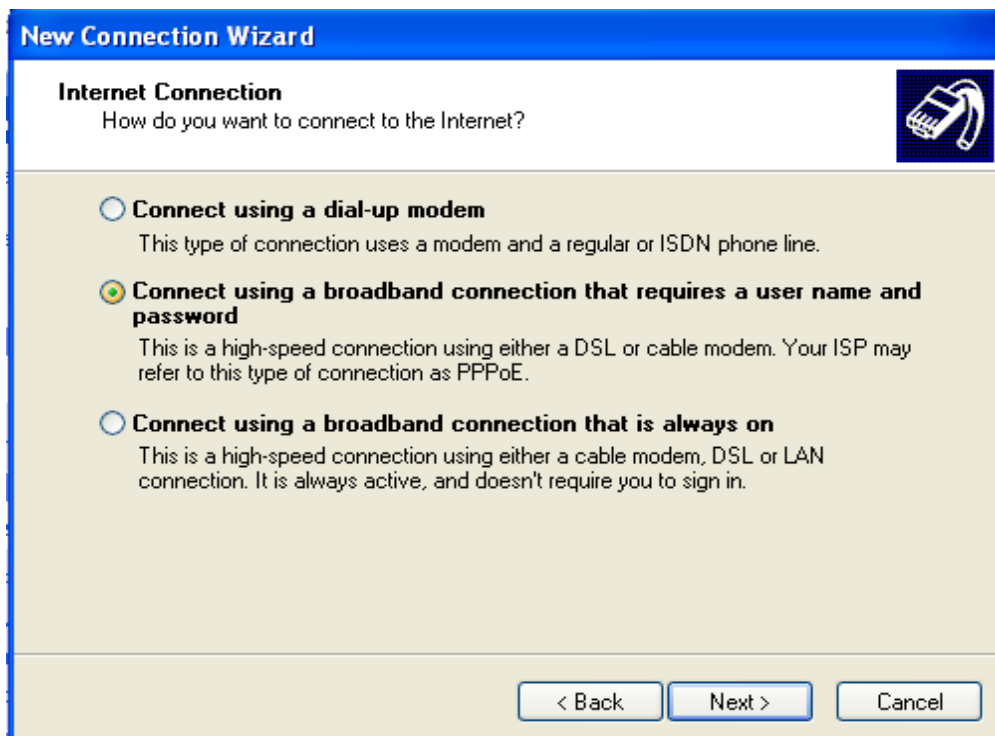 New Connection Wizard
Internet Connection
How do you want to connect to the Internet?
Connect using a dial-up modem
This type of connection uses a modem and a regular or ISDN phone line.
Connect using a broadband connection that requires a user name and
password
This is a high-speed connection using either a DSL or cable modem. Your ISP may
refer to this type of connection as PPPoE.
Connect using a broadband connection that is always on
This is a high-speed connection using either a cable modem, DSL or LAN
connection. It is always active, and doesn't require you to sign in.
< Back Next > Cancel